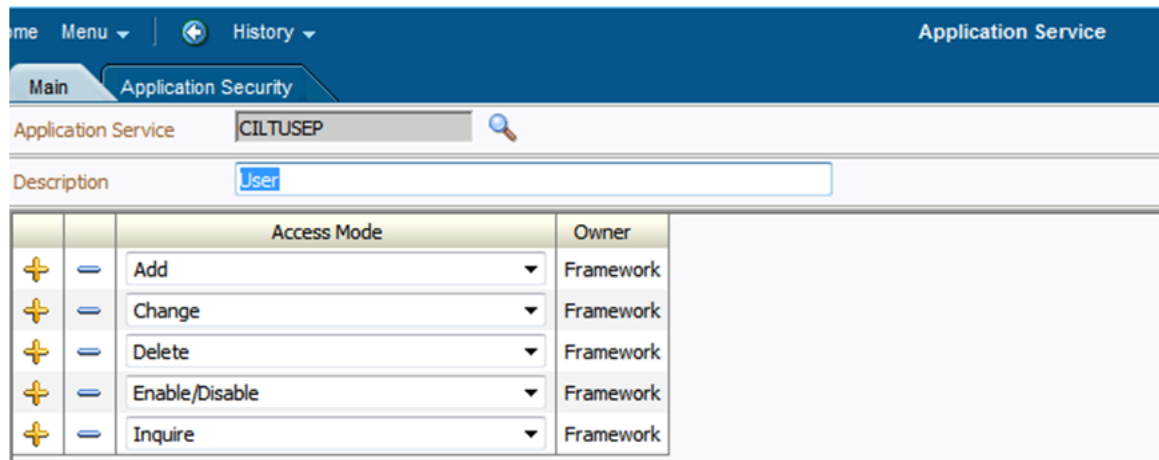 ome Menu History Application Service
Main Application Security
Application Service CILTUSEP
Description User
Access Mode Owner
Add Framework
Change Framework
Delete Framework
Enable/Disable Framework
Inquire Framework